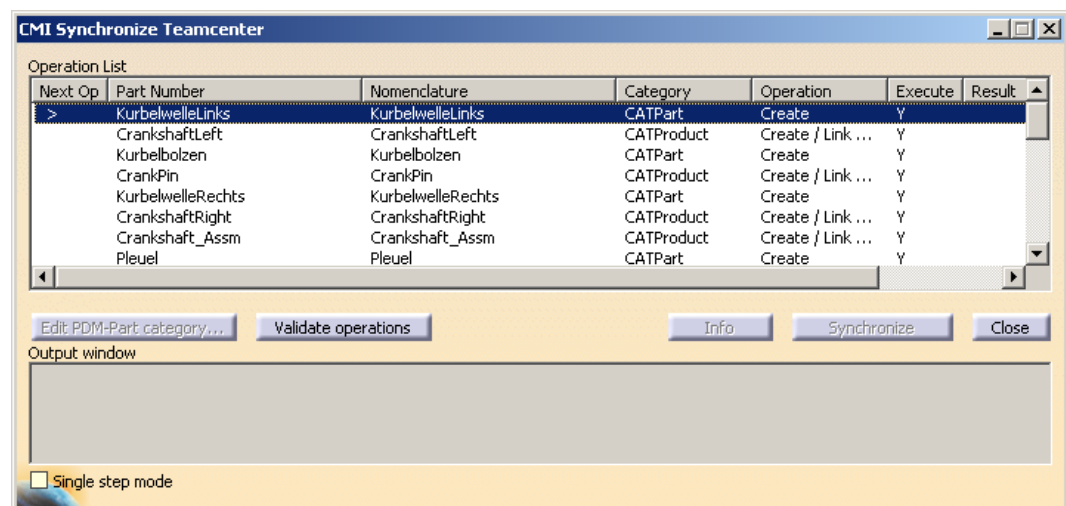 CMI Synchronize Teamcenter
Operation List
Next Op Part Number Nomenclature Category Operation Execute Result
> KurbelwelleLinks KurbelwelleLinks CATPart Create Y
CrankshaftLeft CrankshaftLeft CATProduct Create / Link ... Y
Kurbelbolzen Kurbelbolzen CATPart Create Y
CrankPin CrankPin CATProduct Create / Link ... Y
KurbelwelleRechts KurbelwelleRechts CATPart Create Y
CrankshaftRight CrankshaftRight CATProduct Create / Link ... Y
Crankshaft_Assm Crankshaft_Assm CATProduct Create / Link ... Y
Pleuel Pleuel CATPart Create Y
Edit PDM-Part category... Validate operations Info Synchronize Close
Output window
Single step mode